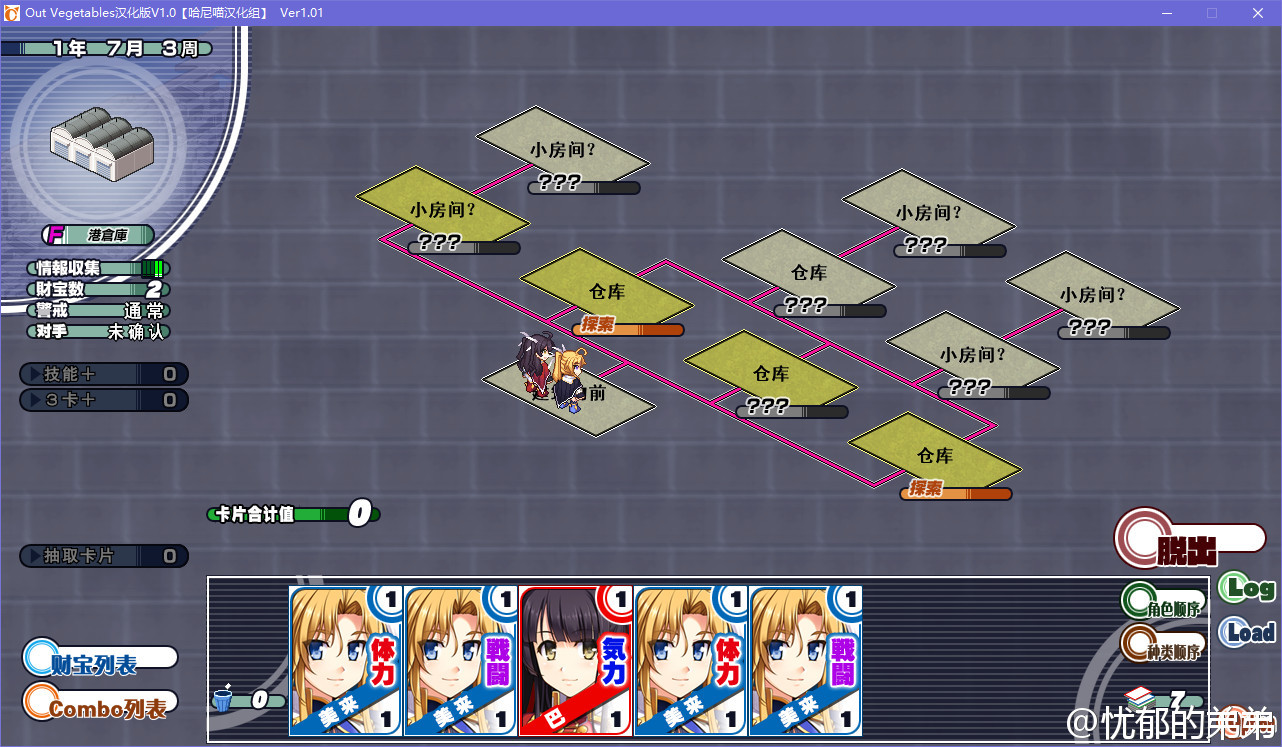 Out Vegetables汉化版V1.0【哈尼喵汉化组】 Ver1.01
1年 7月 3周
F 港倉庫
情報収集
財宝数 2
警戒 通常
对手 未确认
技能＋ 0
3卡＋ 0
小房间?
???
小房间?
???
仓库
探索
前
小房间?
???
仓库
???
小房间?
???
小房间?
???
仓库
???
仓库
探索
卡片合计值 0
抽取卡片 0
脱出
财宝列表
Combo列表
0
1 体力 美来 1
1 戦闘 美来 1
1 気力 巴 1
1 体力 美来 1
1 戦闘 美来 1
角色顺序
种类顺序
Log
Load
7
@忧郁的弟弟